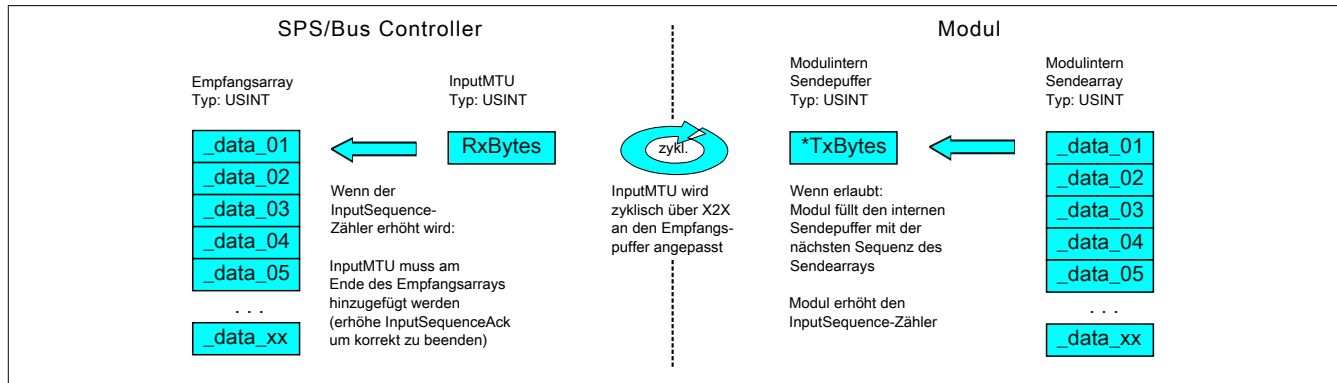 SPS/Bus Controller
Modul
Empfangsarray
Typ: USINT
InputMTU
Typ: USINT
Modulintern
Sendepuffer
Typ: USINT
Modulintern
Sendearray
Typ: USINT
_data_01
_data_02
_data_03
_data_04
_data_05
. . .
_data_xx
RxBytes
Wenn der
InputSequence-
Zähler erhöht wird:
InputMTU muss am
Ende des Empfangsarrays
hinzugefügt werden
(erhöhe InputSequenceAck
um korrekt zu beenden)
zykl.
InputMTU wird
zyklisch über X2X
an den Empfangs-
puffer angepasst
*TxBytes
Wenn erlaubt:
Modul füllt den internen
Sendepuffer mit der
nächsten Sequenz des
Sendearrays
Modul erhöht den
InputSequence-Zähler
_data_01
_data_02
_data_03
_data_04
_data_05
. . .
_data_xx